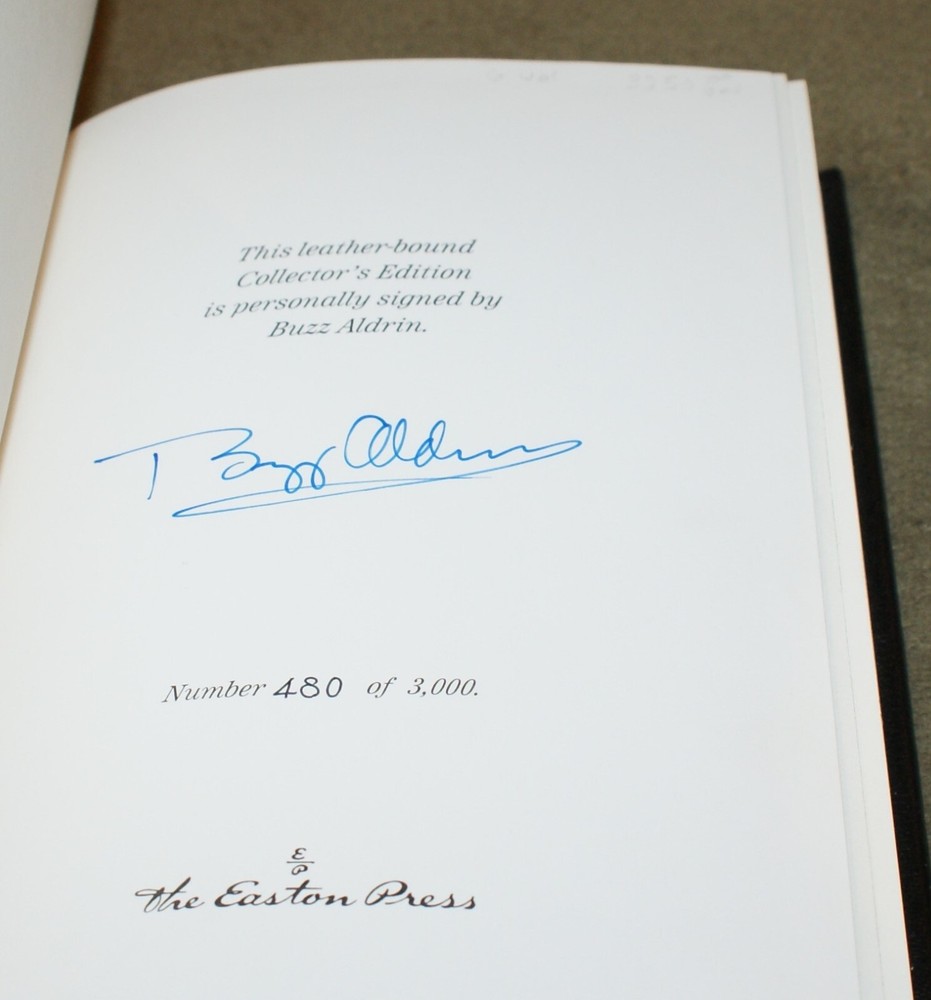 This leather-bound
Collector's Edition
is personally signed by
Buzz Aldrin.
Buzz Aldrin
Number 480 of 3,000.
E
P
the Easton Press